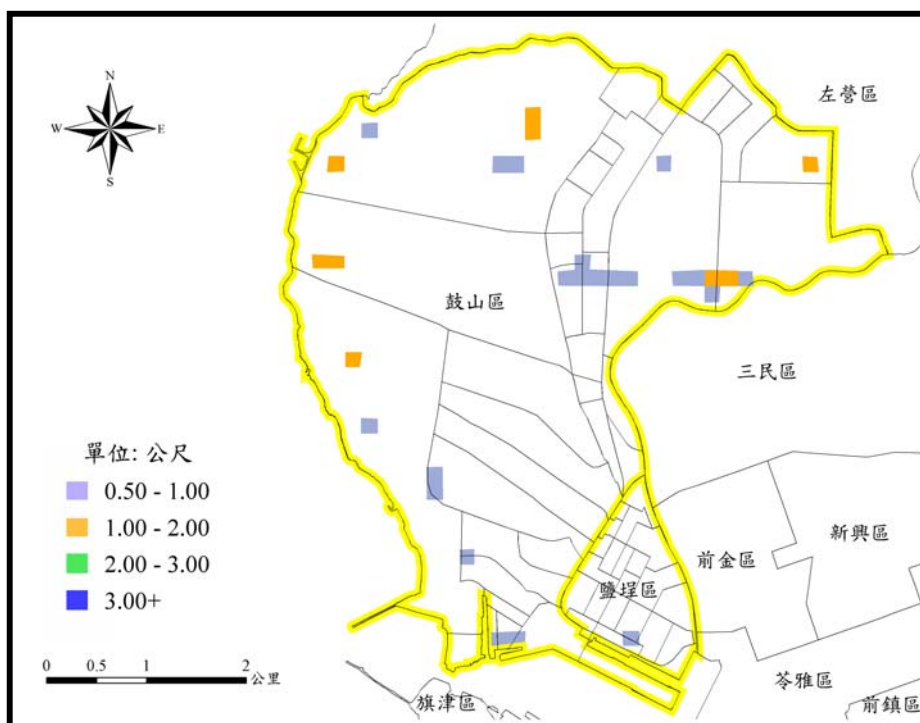 N
W
E
S
左營區
鼓山區
三民區
單位: 公尺
0.50 - 1.00
1.00 - 2.00
2.00 - 3.00
3.00+
新興區
前金區
鹽埕區
0 0.5 1 2
公里
旗津區
苓雅區
前鎮區